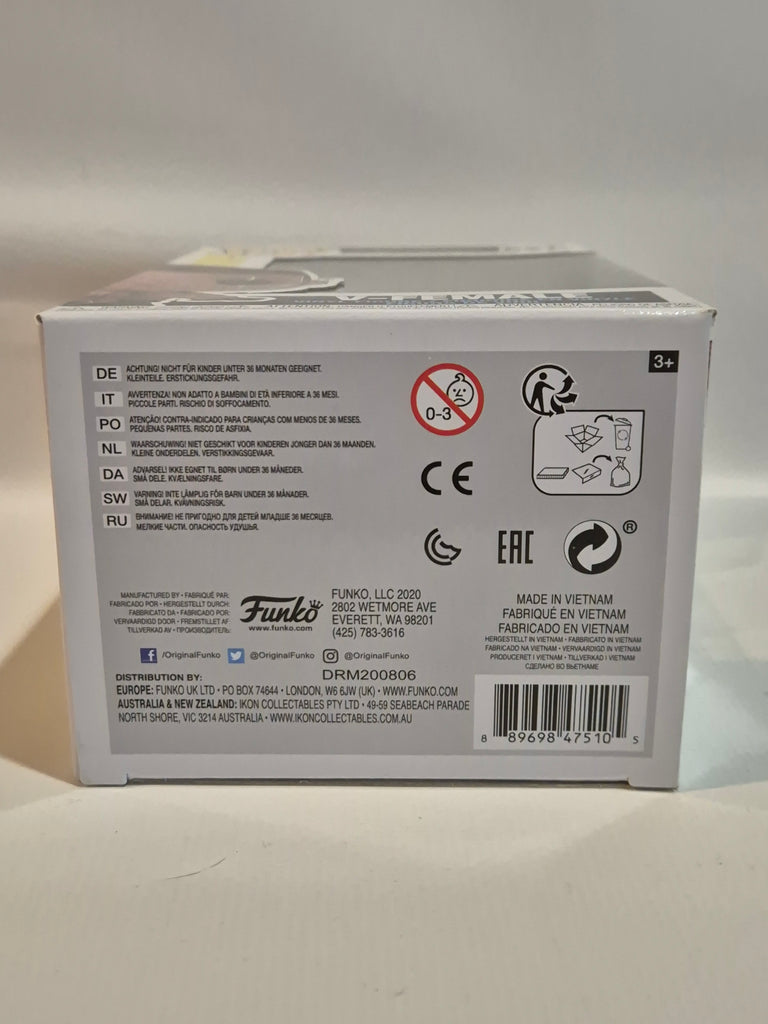 3+
DE ACHTUNG! NICHT FÜR KINDER UNTER 36 MONATEN GEEIGNET.
KLEINTEILE. ERSTICKUNGSGEFAHR.
IT AVVERTENZA! NON ADATTO A BAMBINI DI ETÀ INFERIORE A 36 MESI.
PICCOLE PARTI. RISCHIO DI SOFFOCAMENTO.
PO ATENÇÃO! CONTRA-INDICADO PARA CRIANÇAS COM MENOS DE 36 MESES.
PEQUENAS PARTES. RISCO DE ASFIXIA.
NL WAARSCHUWING! NIET GESCHIKT VOOR KINDEREN JONGER DAN 36 MAANDEN.
KLEINE ONDERDELEN. VERSTIKKINGSGEVAAR.
DA ADVARSEL! IKKE EGNET TIL BØRN UNDER 36 MÅNEDER.
SMÅ DELE. KVÆLNINGSFARE.
SW VARNING! INTE LÄMPLIG FÖR BARN UNDER 36 MÅNADER.
SMÅ DELAR. KVÄVNINGSRISK.
RU ВНИМАНИЕ! НЕ ПРИГОДНО ДЛЯ ДЕТЕЙ МЛАДШЕ 36 МЕСЯЦЕВ.
МЕЛКИЕ ЧАСТИ. ОПАСНОСТЬ УДУШЬЯ.
0-3
CE
EAC
®
MANUFACTURED BY • FABRIQUÉ PAR:
FABRICADO POR • HERGESTELLT DURCH:
FABBRICATO DA • FABRICADO POR:
VERVAARDIGD DOOR • FREMSTILLET AF
TILLVERKAD AV • ПРОИЗВОДИТЕЛЬ:
Funko
www.funko.com
FUNKO, LLC 2020
2802 WETMORE AVE
EVERETT, WA 98201
(425) 783-3616
MADE IN VIETNAM
FABRIQUÉ EN VIETNAM
FABRICADO EN VIETNAM
HERGESTELLT IN VIETNAM • FABBRICATO IN VIETNAM
FABRICADO NA VIETNAM • VERVAARDIGD IN VIETNAM
PRODUCERET I VIETNAM • TILLVERKAD I VIETNAM
СДЕЛАНО ВО ВЬЕТНАМЕ
/OriginalFunko @OriginalFunko @OriginalFunko
DRM200806
DISTRIBUTION BY:
EUROPE: FUNKO UK LTD • PO BOX 74644 • LONDON, W6 6JW (UK) • WWW.FUNKO.COM
AUSTRALIA & NEW ZEALAND: IKON COLLECTABLES PTY LTD • 49-59 SEABEACH PARADE
NORTH SHORE, VIC 3214 AUSTRALIA • WWW.IKONCOLLECTABLES.COM.AU
8 89698 47510 5